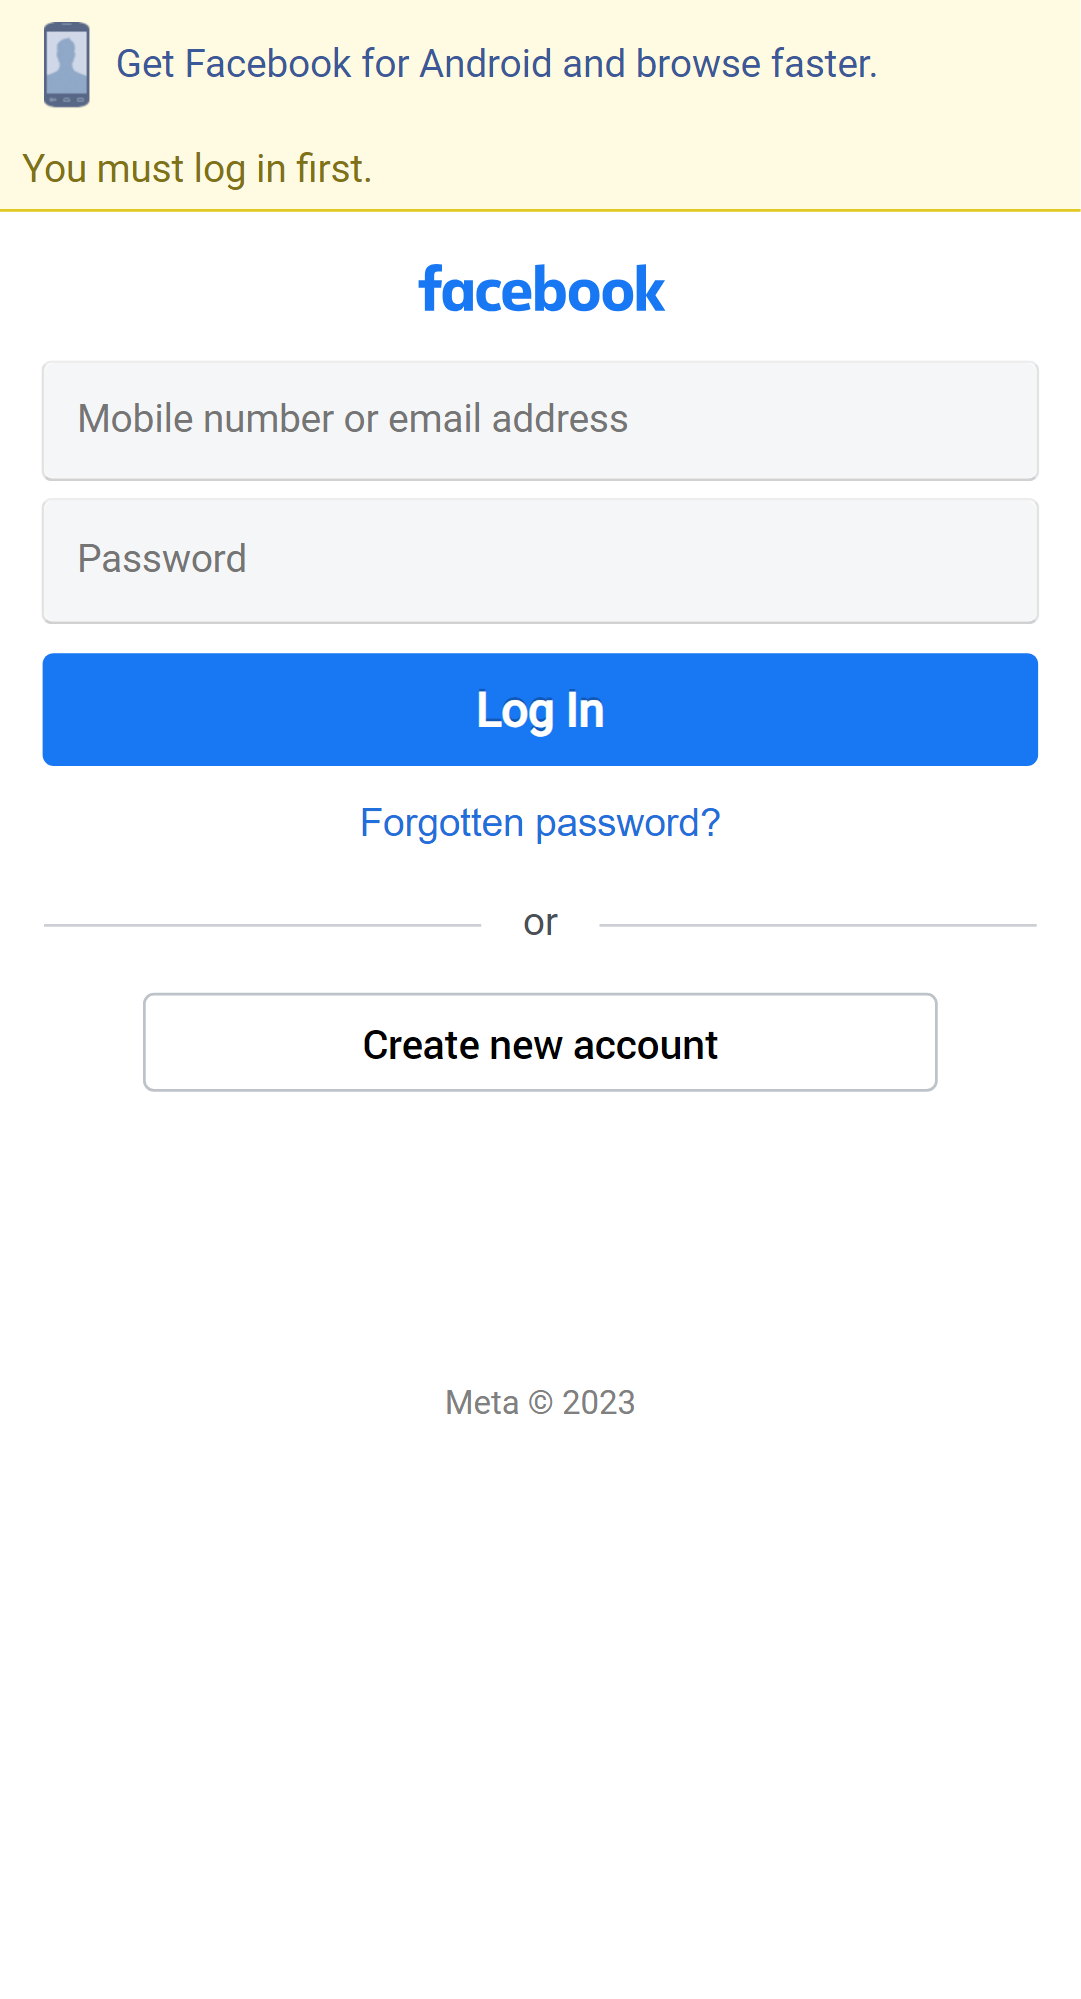 Get Facebook for Android and browse faster.
You must log in first.
facebook
Mobile number or email address
Password
Log In
Forgotten password?
or
Create new account
Meta © 2023